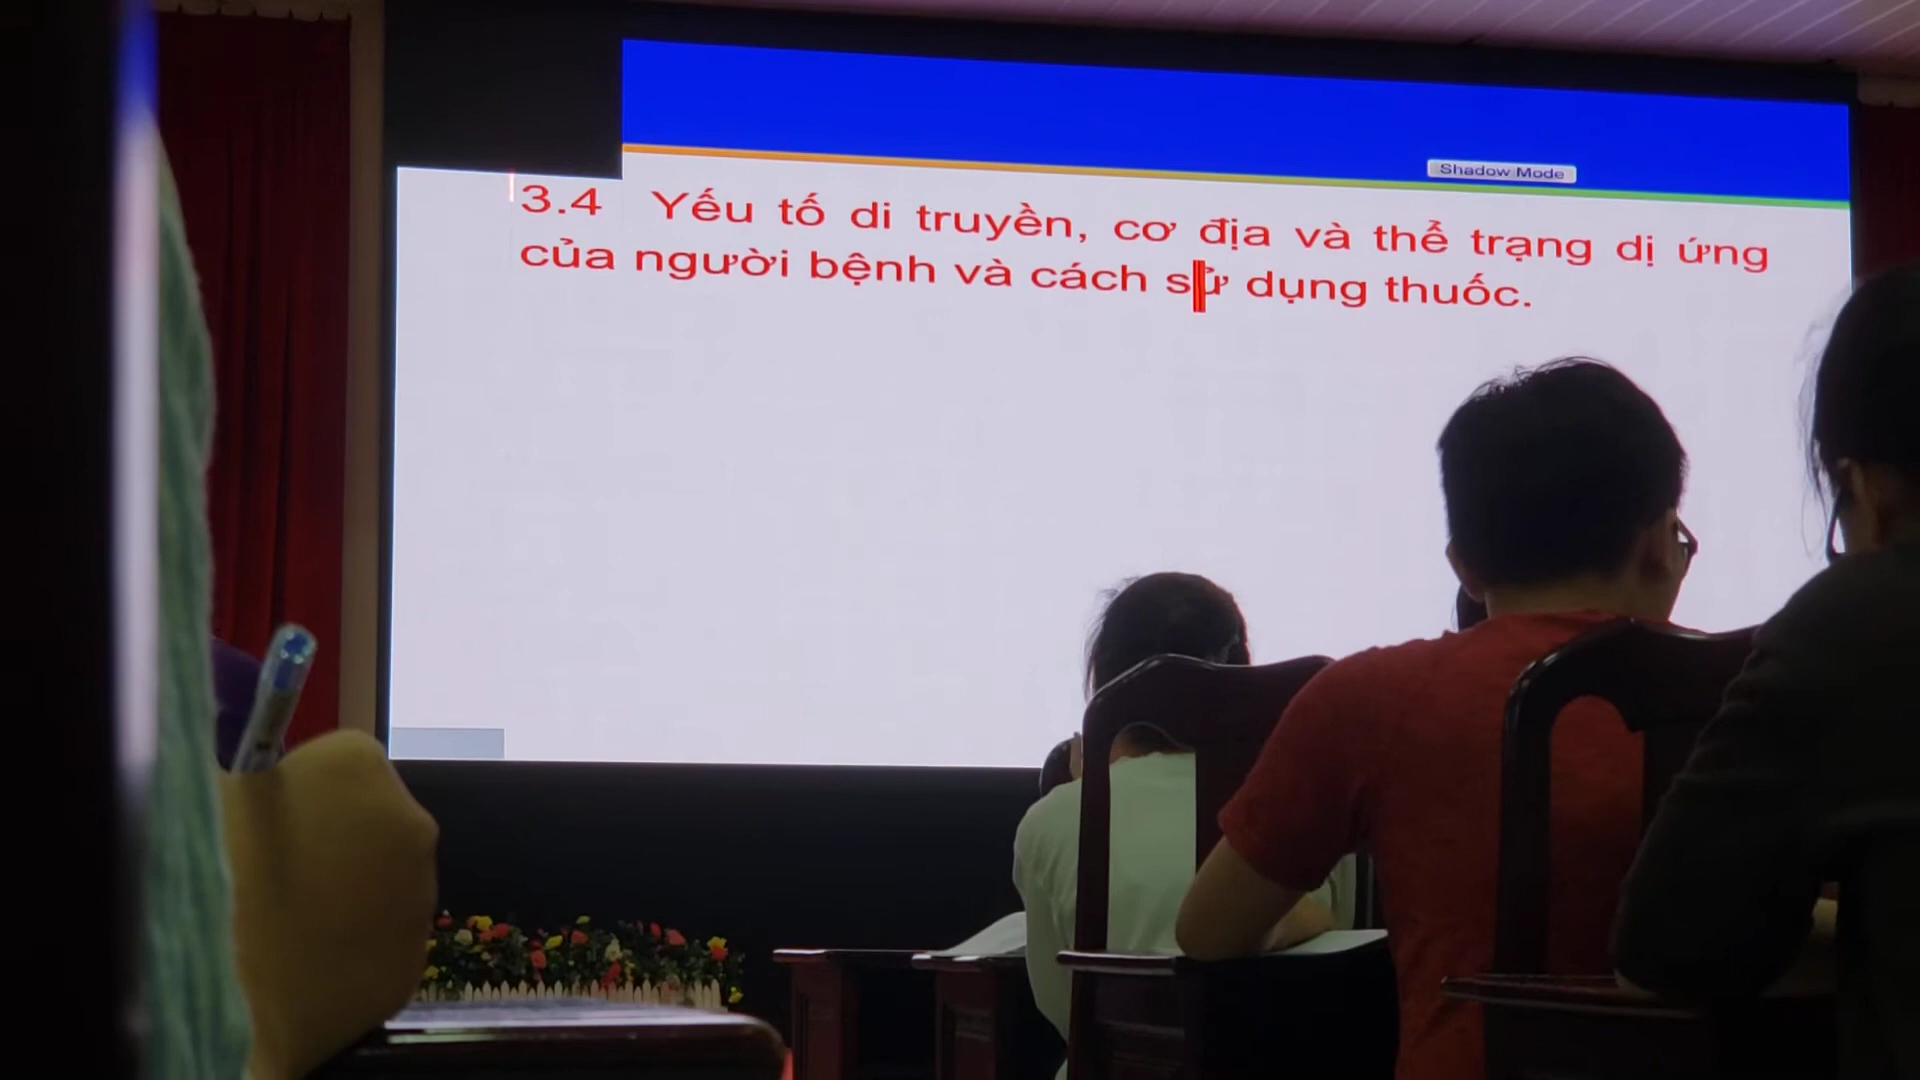 Shadow Mode
3.4 Yếu tố di truyền, cơ địa và thể trạng dị ứng
của người bệnh và cách sử dụng thuốc.